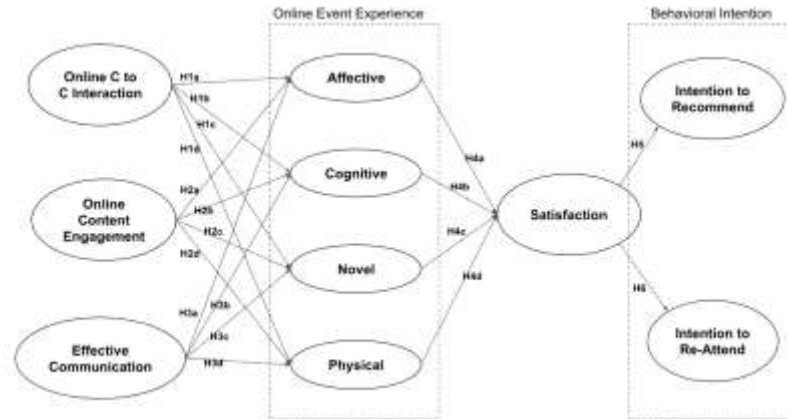 Online Event Experience
Behavioral Intention
Online C to
C Interaction
Online
Content
Engagement
Effective
Communication
H1a
H1b
H1c
H1d
H2a
H2b
H2c
H2d
H3a
H3b
H3c
H3d
Affective
Cognitive
Novel
Physical
H4a
H4b
H4c
H4d
Satisfaction
H5
H6
Intention to
Recommend
Intention to
Re-Attend